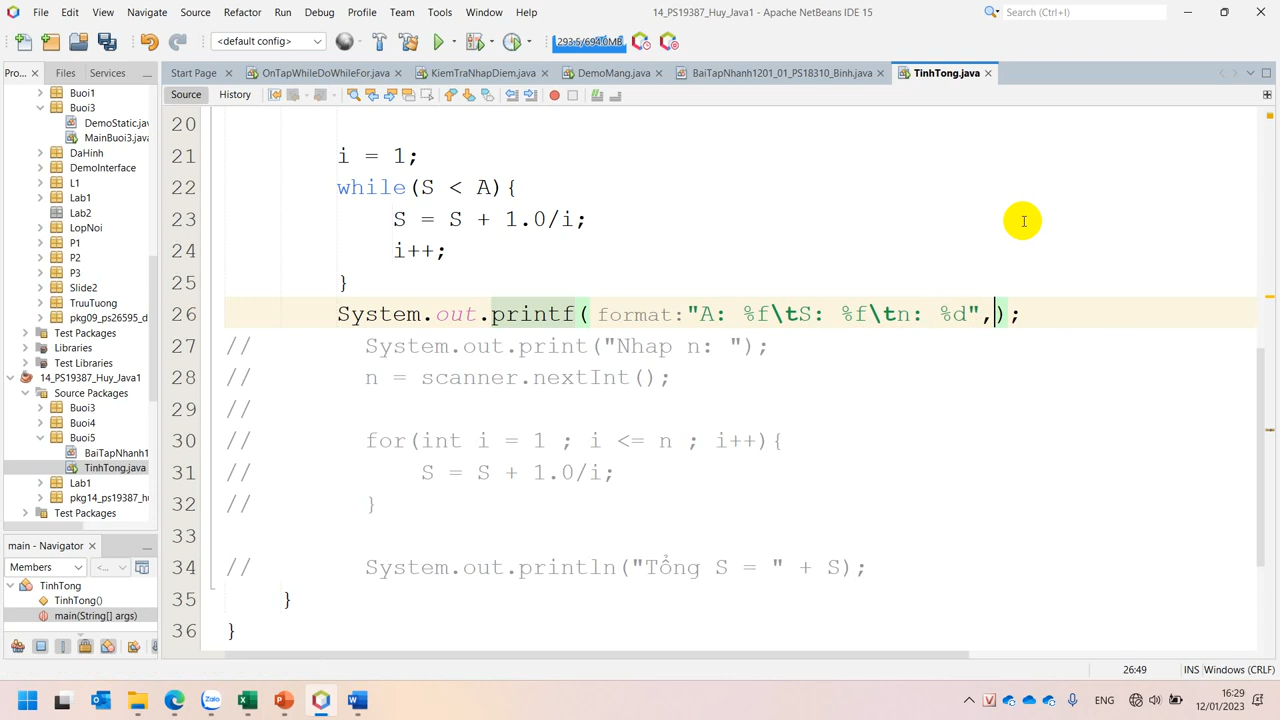 File Edit View Navigate Source Refactor Run Debug Profile Team Tools Window Help
14_PS19387_Huy_Java1 - Apache NetBeans IDE 15
Search (Ctrl+I)
<default config>
293.5/694.0MB
Pro...
Files
Services
Start Page
OnTapWhileDoWhileFor.java
KiemTraNhapDiem.java
DemoMang.java
BaiTapNhanh1201_01_PS18310_Binh.java
TinhTong.java
Source
History
Buoi1
Buoi3
DemoStatic.jav
MainBuoi3.java
DaHinh
DemoInterface
L1
Lab1
Lab2
LopNoi
P1
P2
P3
Slide2
TruuTuong
pkg09_ps26595_d
Test Packages
Libraries
Test Libraries
14_PS19387_Huy_Java1
Source Packages
Buoi3
Buoi4
Buoi5
BaiTapNhanh1
TinhTong.java
Lab1
pkg14_ps19387_hu
Test Packages
main - Navigator
Members
<...
TinhTong
TinhTong()
main(String[] args)
20
21 i = 1;
22 while(S < A){
23 S = S + 1.0/i;
24 i++;
25 }
26 System.out.printf( format:"A: %f\tS: %f\tn: %d",);
27 // System.out.print("Nhap n: ");
28 // n = scanner.nextInt();
29 //
30 // for(int i = 1 ; i <= n ; i++){
31 // S = S + 1.0/i;
32 // }
33
34 // System.out.println("Tổng S = " + S);
35 }
36 }
26:49
INS
Windows (CRLF)
ENG
16:29
12/01/2023